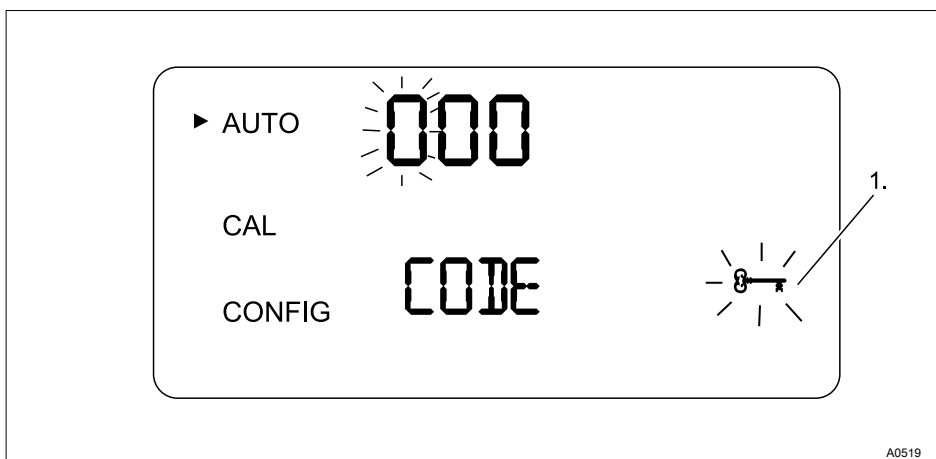 ► AUTO 000
1.
CAL
CODE
CONFIG
A0519